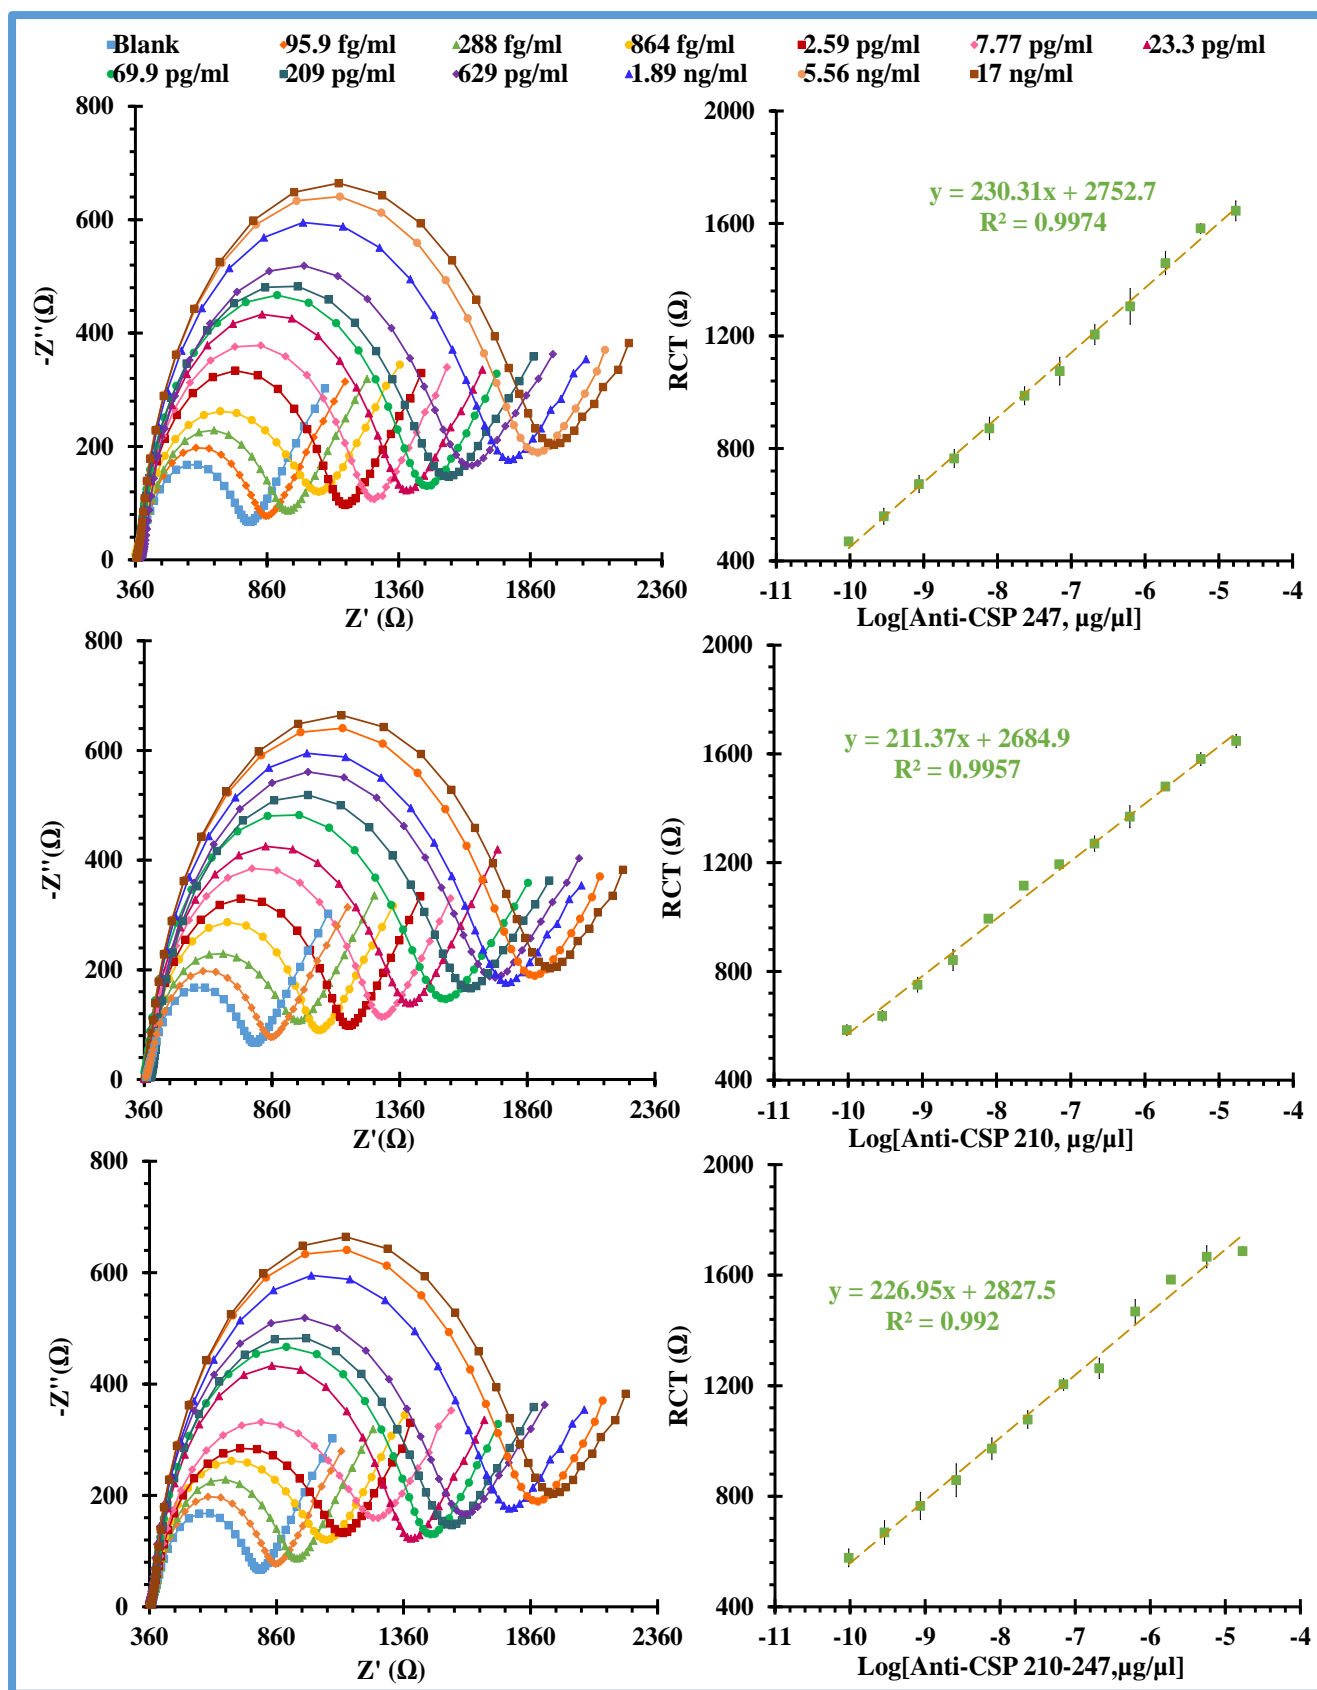 Blank 95.9 fg/ml 288 fg/ml 864 fg/ml 2.59 pg/ml 7.77 pg/ml 23.3 pg/ml
69.9 pg/ml 209 pg/ml 629 pg/ml 1.89 ng/ml 5.56 ng/ml 17 ng/ml
800
600
400
200
0
-Z''(Ω)
360 860 1360 1860 2360
Z' (Ω)
2000
1600
1200
800
400
RCT (Ω)
y = 230.31x + 2752.7
R² = 0.9974
-11 -10 -9 -8 -7 -6 -5 -4
Log[Anti-CSP 247, µg/µl]
800
600
400
200
0
-Z''(Ω)
360 860 1360 1860 2360
Z'(Ω)
2000
1600
1200
800
400
RCT (Ω)
y = 211.37x + 2684.9
R² = 0.9957
-11 -10 -9 -8 -7 -6 -5 -4
Log[Anti-CSP 210, µg/µl]
800
600
400
200
0
-Z''(Ω)
360 860 1360 1860 2360
Z' (Ω)
2000
1600
1200
800
400
RCT (Ω)
y = 226.95x + 2827.5
R² = 0.992
-11 -10 -9 -8 -7 -6 -5 -4
Log[Anti-CSP 210-247,µg/µl]